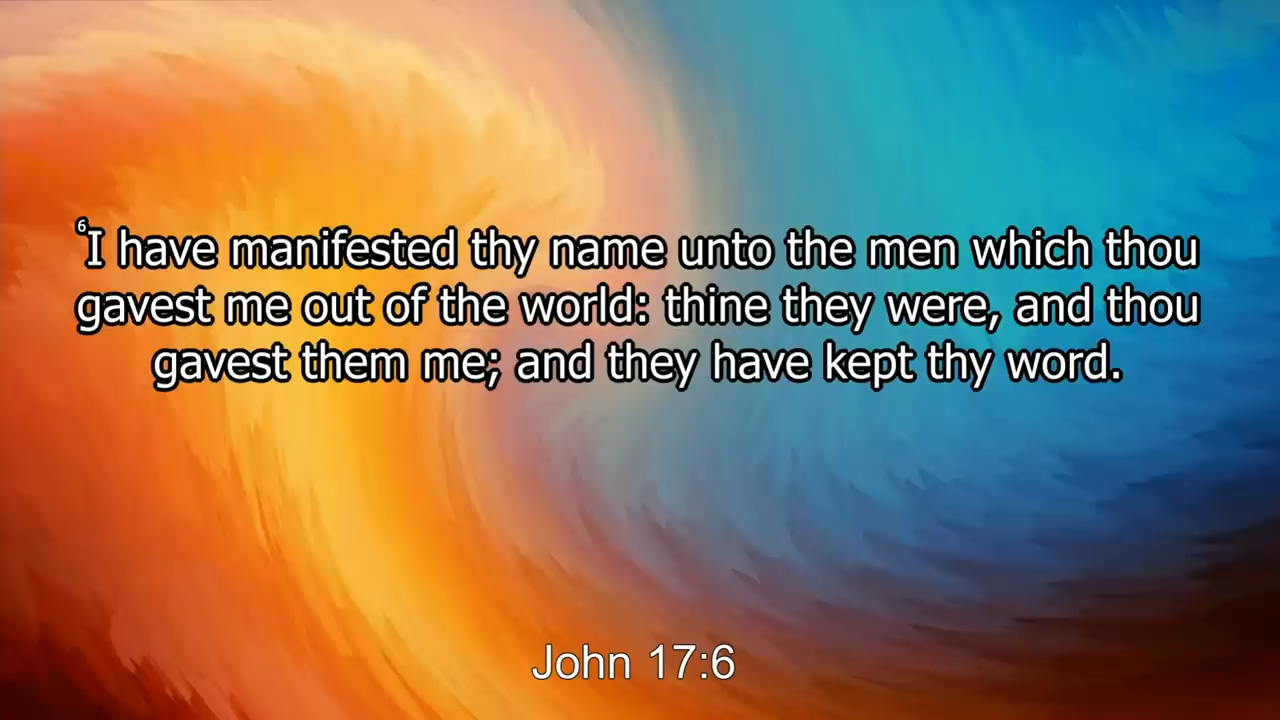 ⁶I have manifested thy name unto the men which thou
gavest me out of the world: thine they were, and thou
gavest them me; and they have kept thy word.
John 17:6